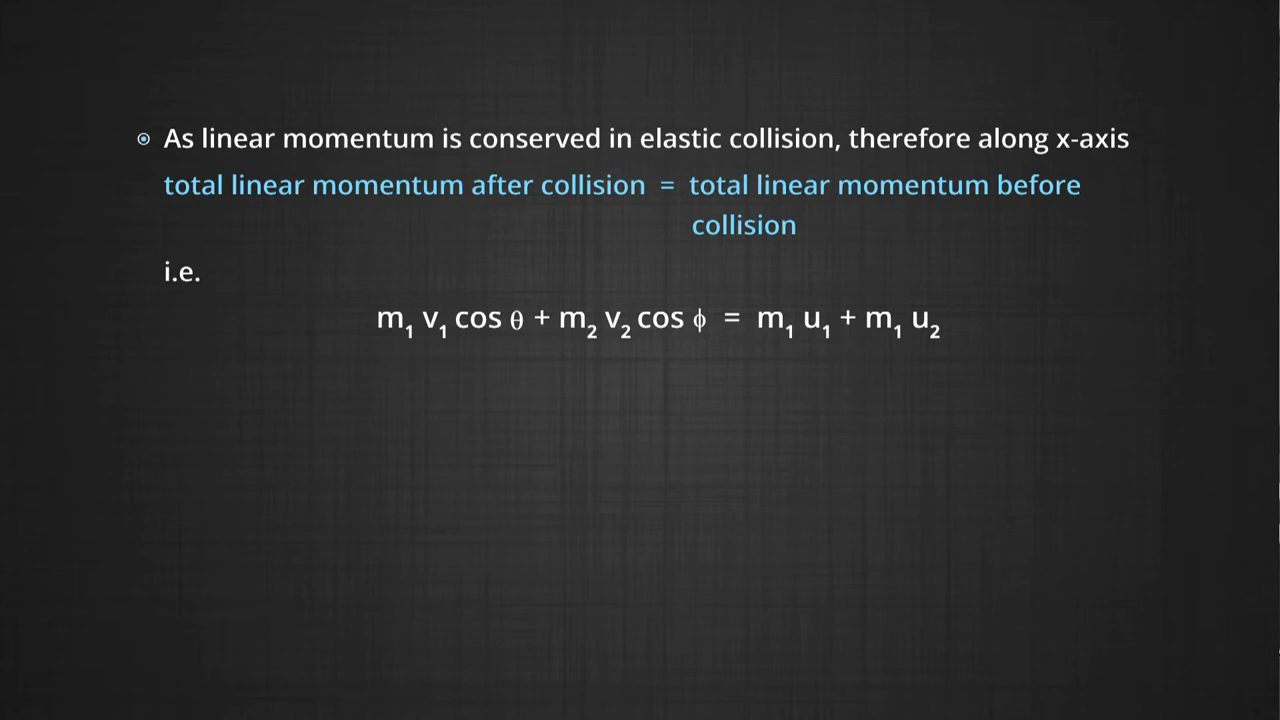 As linear momentum is conserved in elastic collision, therefore along x-axis
total linear momentum after collision = total linear momentum before
collision
i.e.
m₁ v₁ cos θ + m₂ v₂ cos ϕ = m₁ u₁ + m₁ u₂